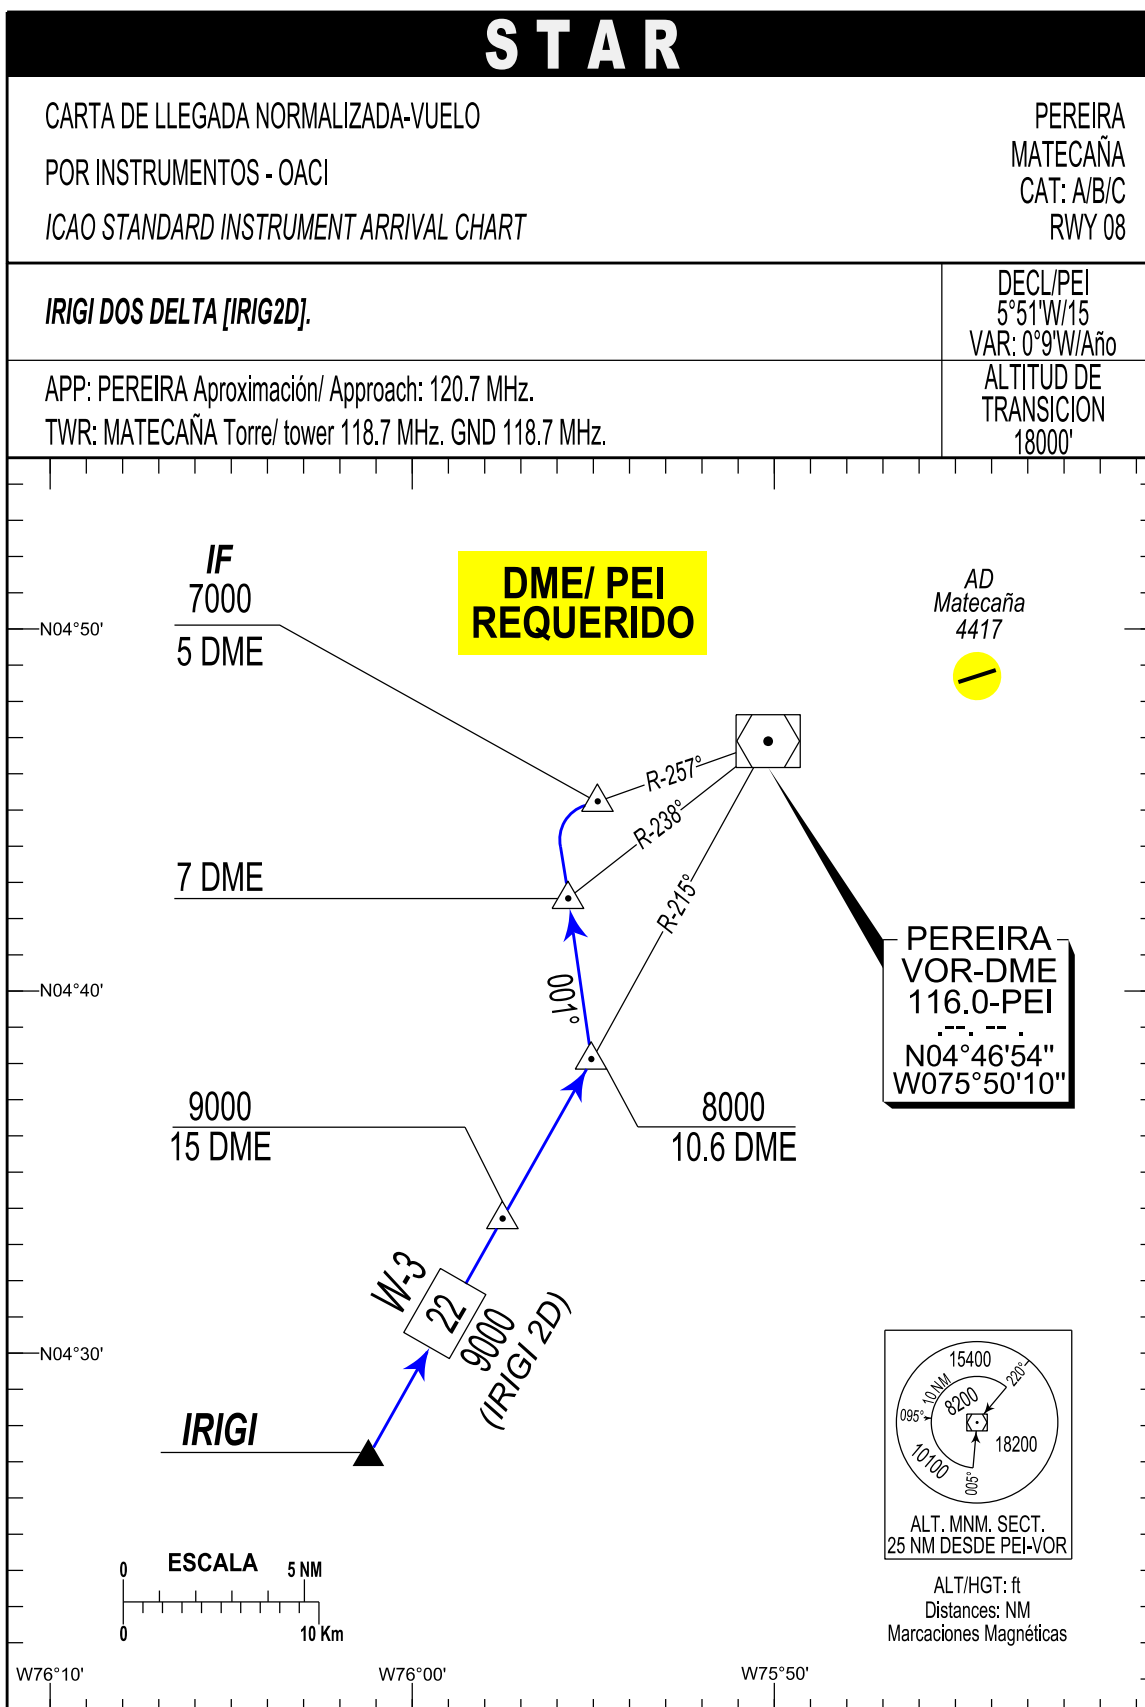 STAR
CARTA DE LLEGADA NORMALIZADA-VUELO
POR INSTRUMENTOS - OACI
ICAO STANDARD INSTRUMENT ARRIVAL CHART
PEREIRA
MATECAÑA
CAT: A/B/C
RWY 08
IRIGI DOS DELTA [IRIG2D].
DECL/PEI
5°51'W/15
VAR: 0°9'W/Año
APP: PEREIRA Aproximación/ Approach: 120.7 MHz.
TWR: MATECAÑA Torre/ tower 118.7 MHz. GND 118.7 MHz.
ALTITUD DE
TRANSICION
18000'
IF
7000
5 DME
DME/ PEI
REQUERIDO
AD
Matecaña
4417
N04°50'
R-257°
R-238°
R-215°
7 DME
PEREIRA
VOR-DME
116.0-PEI
.--. -- .
N04°46'54"
W075°50'10"
N04°40'
001°
9000
15 DME
8000
10.6 DME
W-3
22
9000
(IRIGI 2D)
N04°30'
IRIGI
15400
220°
10 NM
8200
095°
18200
10100
005°
ALT. MNM. SECT.
25 NM DESDE PEI-VOR
ALT/HGT: ft
Distances: NM
Marcaciones Magnéticas
0 ESCALA 5 NM
0 10 Km
W76°10'
W76°00'
W75°50'